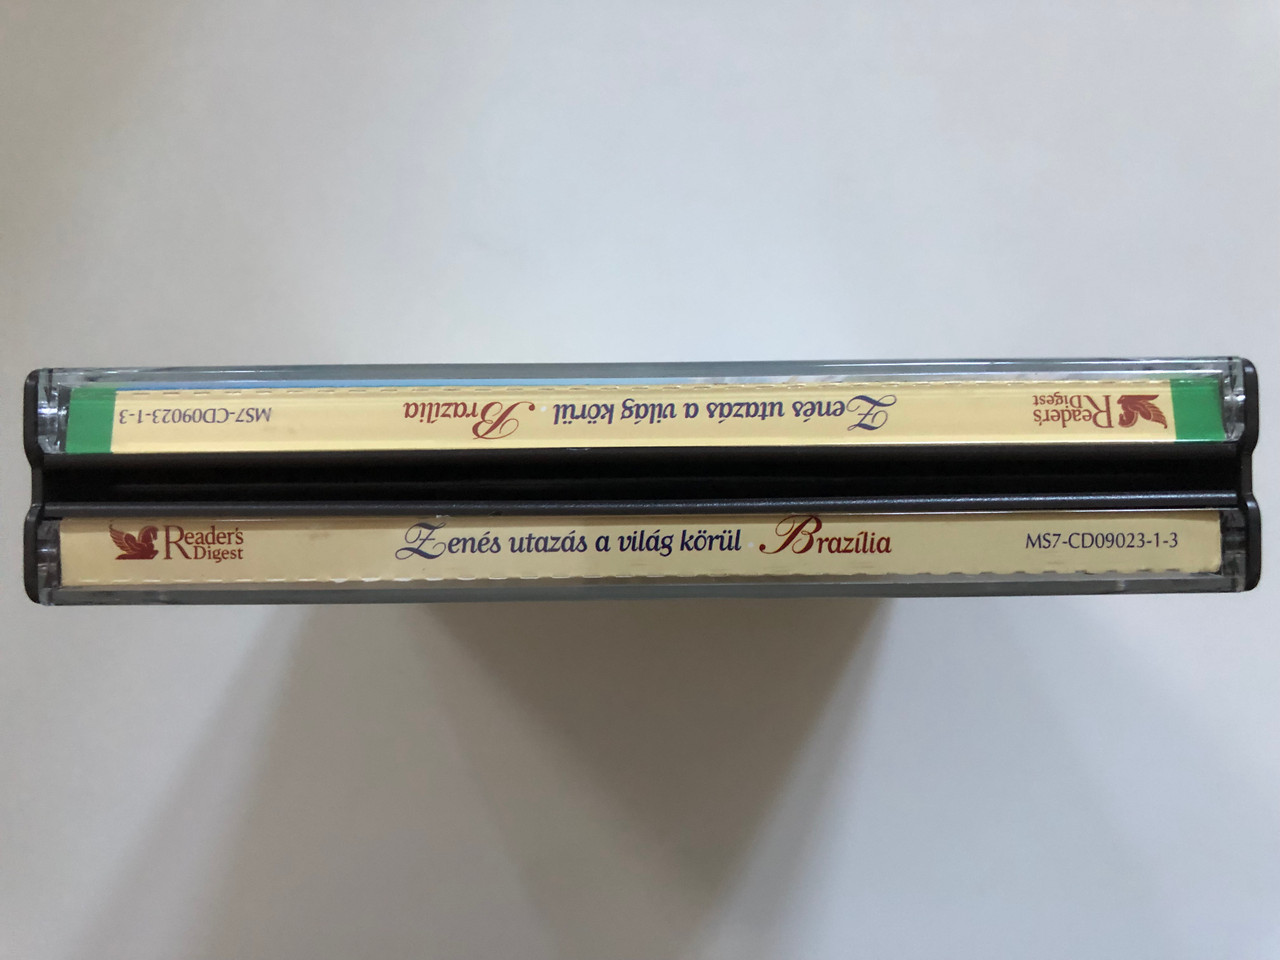 Reader's Digest Zenés utazás a világ körül · Brazília MS7-CD09023-1-3
Reader's Digest Zenés utazás a világ körül · Brazília MS7-CD09023-1-3